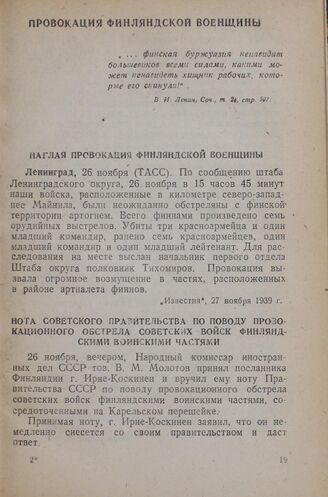 ПРОВОКАЦИЯ ФИНЛЯНДСКОЙ ВОЕНЩИНЫ
„ . . . финская буржуазия ненавидит
большевиков всеми силами, какими мо-
жет ненавидеть хищник рабочих, кото-
рые его скинули!“
В. И. Ленин, Соч., т. стр.
НАГЛАЯ ПРОВОКАЦИЯ ФИНЛЯНДСКОЙ ВОЕНЩИНЫ
Ленинград, 26 ноября (ТАСС). По сообщению штаба
Ленинградского округа, 26 ноября в 15 часов 45 минут
наши войска, расположенные в километре северо-западнее
Майнила, были неожиданно обстреляны с финской
территории артогнем. Всего финнами произведено семь
орудийных выстрелов. Убиты три красноармейца и один
младший командир, ранено семь красноармейцев, один
младший командир и один младший лейтенант. Для рас-
следования на месте выслан начальник первого отдела
Штаба округа полковник Тихомиров. Провокация вы-
звала огромное возмущение в частях, расположенных
в районе артналета финнов.
„Известия“, 27 ноября 1939 г.
НОТА СОВЕТСКОГО ПРАВИТЕЛЬСТВА ПО ПОВОДУ ПРОВО-
КАЦИОННОГО ОБСТРЕЛА СОВЕТСКИХ ВОЙСК ФИНЛЯНД-
СКИМИ ВОИНСКИМИ ЧАСТЯМИ
26 ноября, вечером, Народный комиссар иностран-
ных дел СССР тов. В. М. Молотов принял посланника
Финляндии г. Ирие-Коскинен и вручил ему ноту Пра-
вительства СССР по поводу провокационного обстрела
советских войск финляндскими воинскими частями, со-
средоточенными на Карельском перешейке.
Принимая ноту, г. Ирие-Коскинен заявил, что он не-
медленно снесется со своим правительством и даст
ответ.
2* 19